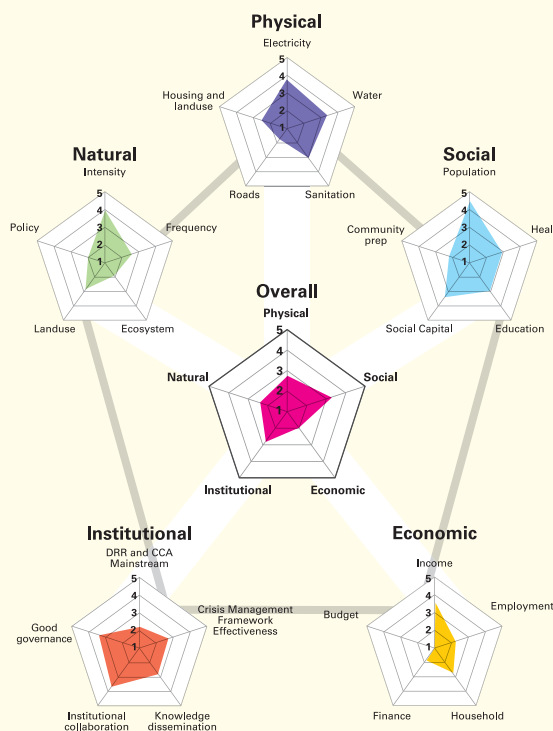 Physical
Electricity
5
4
3
2
1
Housing and
landuse
Water
Roads
Sanitation
Natural
Intensity
5
4
3
2
1
Policy
Frequency
Landuse
Ecosystem
Social
Population
5
4
3
2
1
Community
prep
Heal
Social Capital
Education
Overall
Physical
5
4
3
2
1
Natural
Social
Institutional
Economic
Institutional
DRR and CCA
Mainstream
5
4
3
2
1
Good
governance
Crisis Management
Framework
Effectiveness
Institutional
collaboration
Knowledge
dissemination
Economic
Income
5
4
3
2
1
Budget
Employment
Finance
Household